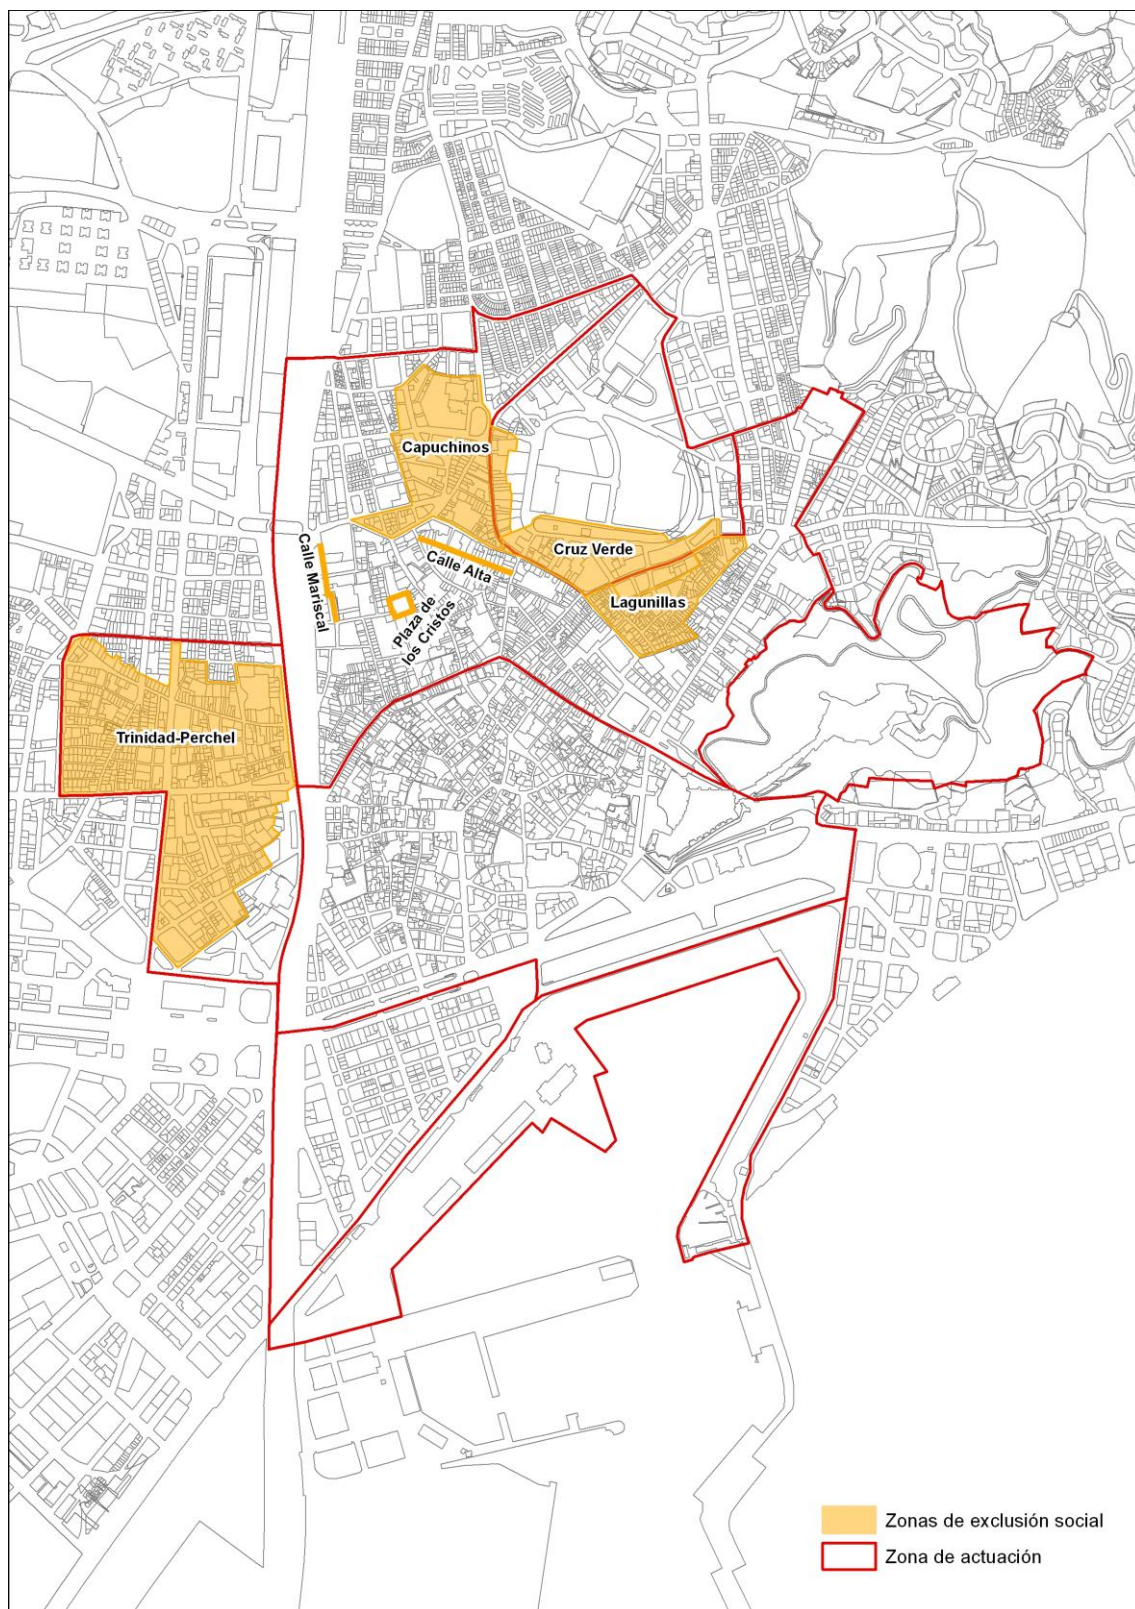 Capuchinos
Cruz Verde
Calle Alta
Calle Mariscal
Lagunillas
Plaza de
los Cristos
Trinidad-Perchel
Zonas de exclusión social
Zona de actuación